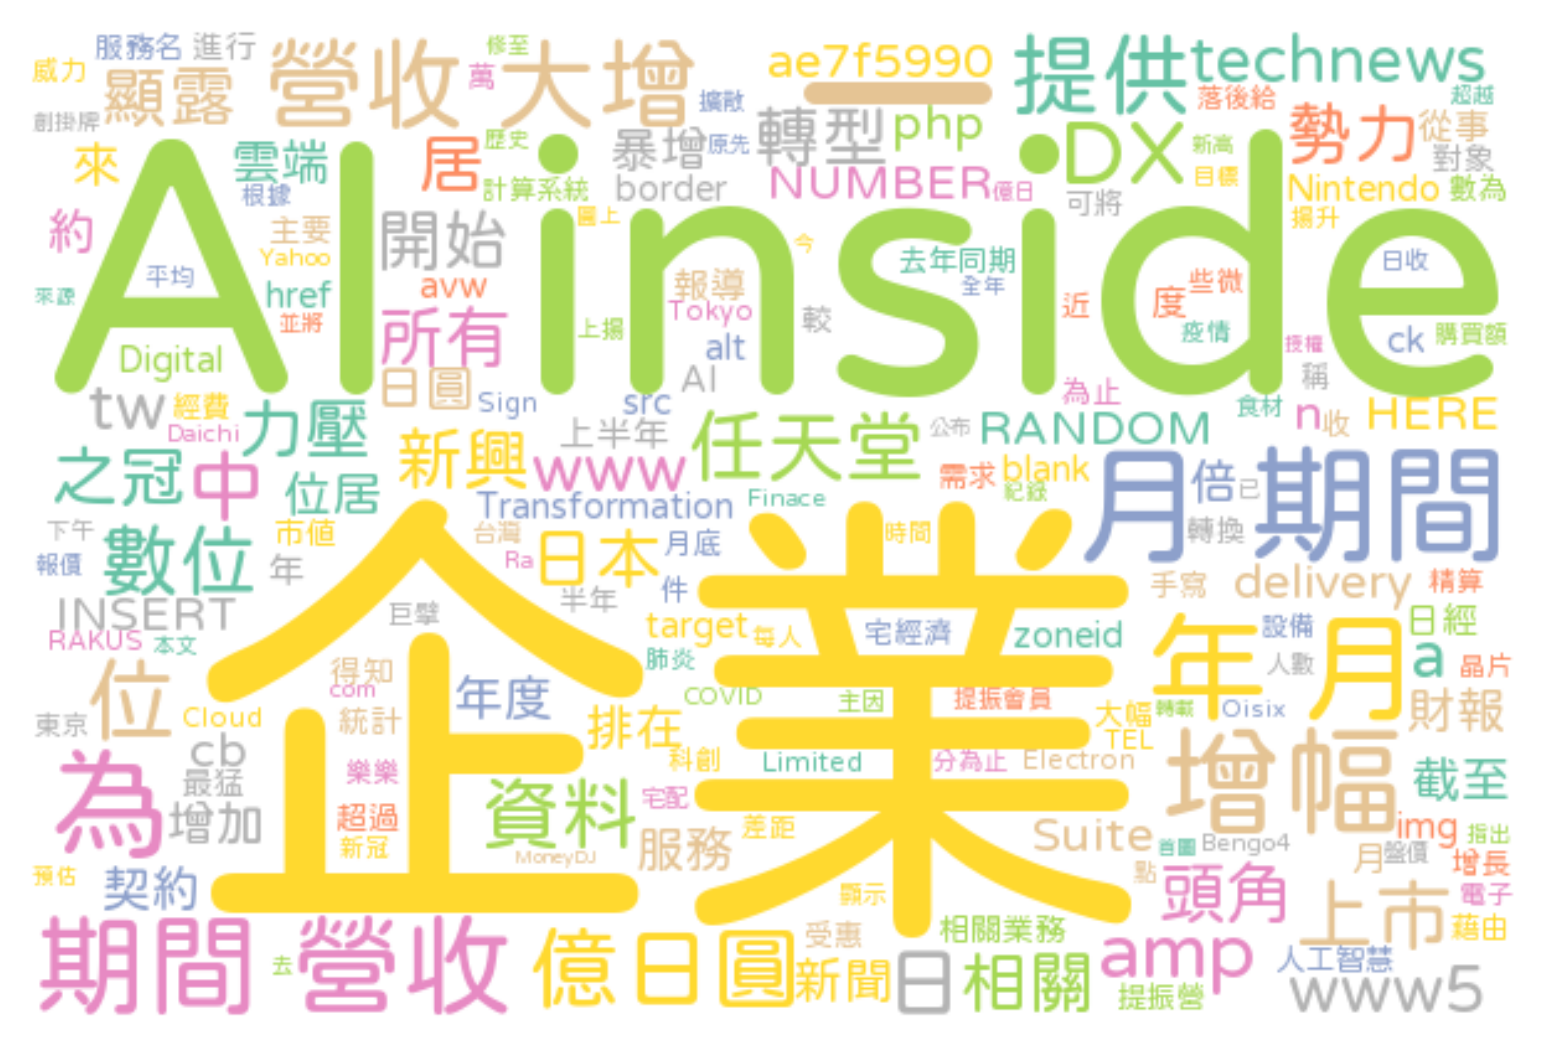 服務名 進行 修至
威力 顯露 營收大增 萬 ae7f5990 提供 technews
創掛牌 擴散 落後給 超越
來 雲端 居 歷史 暴增 原先 轉型 php DX 新高 勢力 從事
根據 計算系統 border NUMBER 億日 可將 目標 Nintendo 對象 數為
約 主要 開始 圓上 揚升
AI inside
平均 Yahoo 今 去年同期 全年 些微 日收
來源 href avw 報導 Tokyo 較 近 度 疫情
並將 所有 上揚 alt 授權 ck 購買額
Digital 日圓 AI 稱
tw 經費 力壓 Sign src 為止 食材 n 收 HERE
Daichi 新興 上半年 任天堂 公布 RANDOM
之冠 中 位居 www 需求 blank 月期間 倍 已
Transformation Finace 紀錄
下午 數位 市值 台灣 日本 月底 時間 轉換
報價 年 Ra 件 手寫 delivery 精算
INSERT 巨擘 半年
企業
RAKUS 本文 target 每人 宅經濟 zoneid 年月 設備 日經
位 得知 com 年度 肺炎 COVID 主因 提振會員 人數 a 晶片
東京 Cloud 統計 排在 大幅 轉載 Oisix 財報
cb 科創 Limited 分為止 Electron TEL 增幅
為 最猛 樂樂 資料 宅配 截至
增加 超過 新冠 差距 Suite img 指出
MoneyDJ 服務 首圖 Bengo4 月 盤價 增長
預估 契約 顯示 點 頭角 上市 電子
期間營收 去 億日圓 受惠 相關業務 amp 人工智慧 藉由
新聞 日 相關 提振營 www5